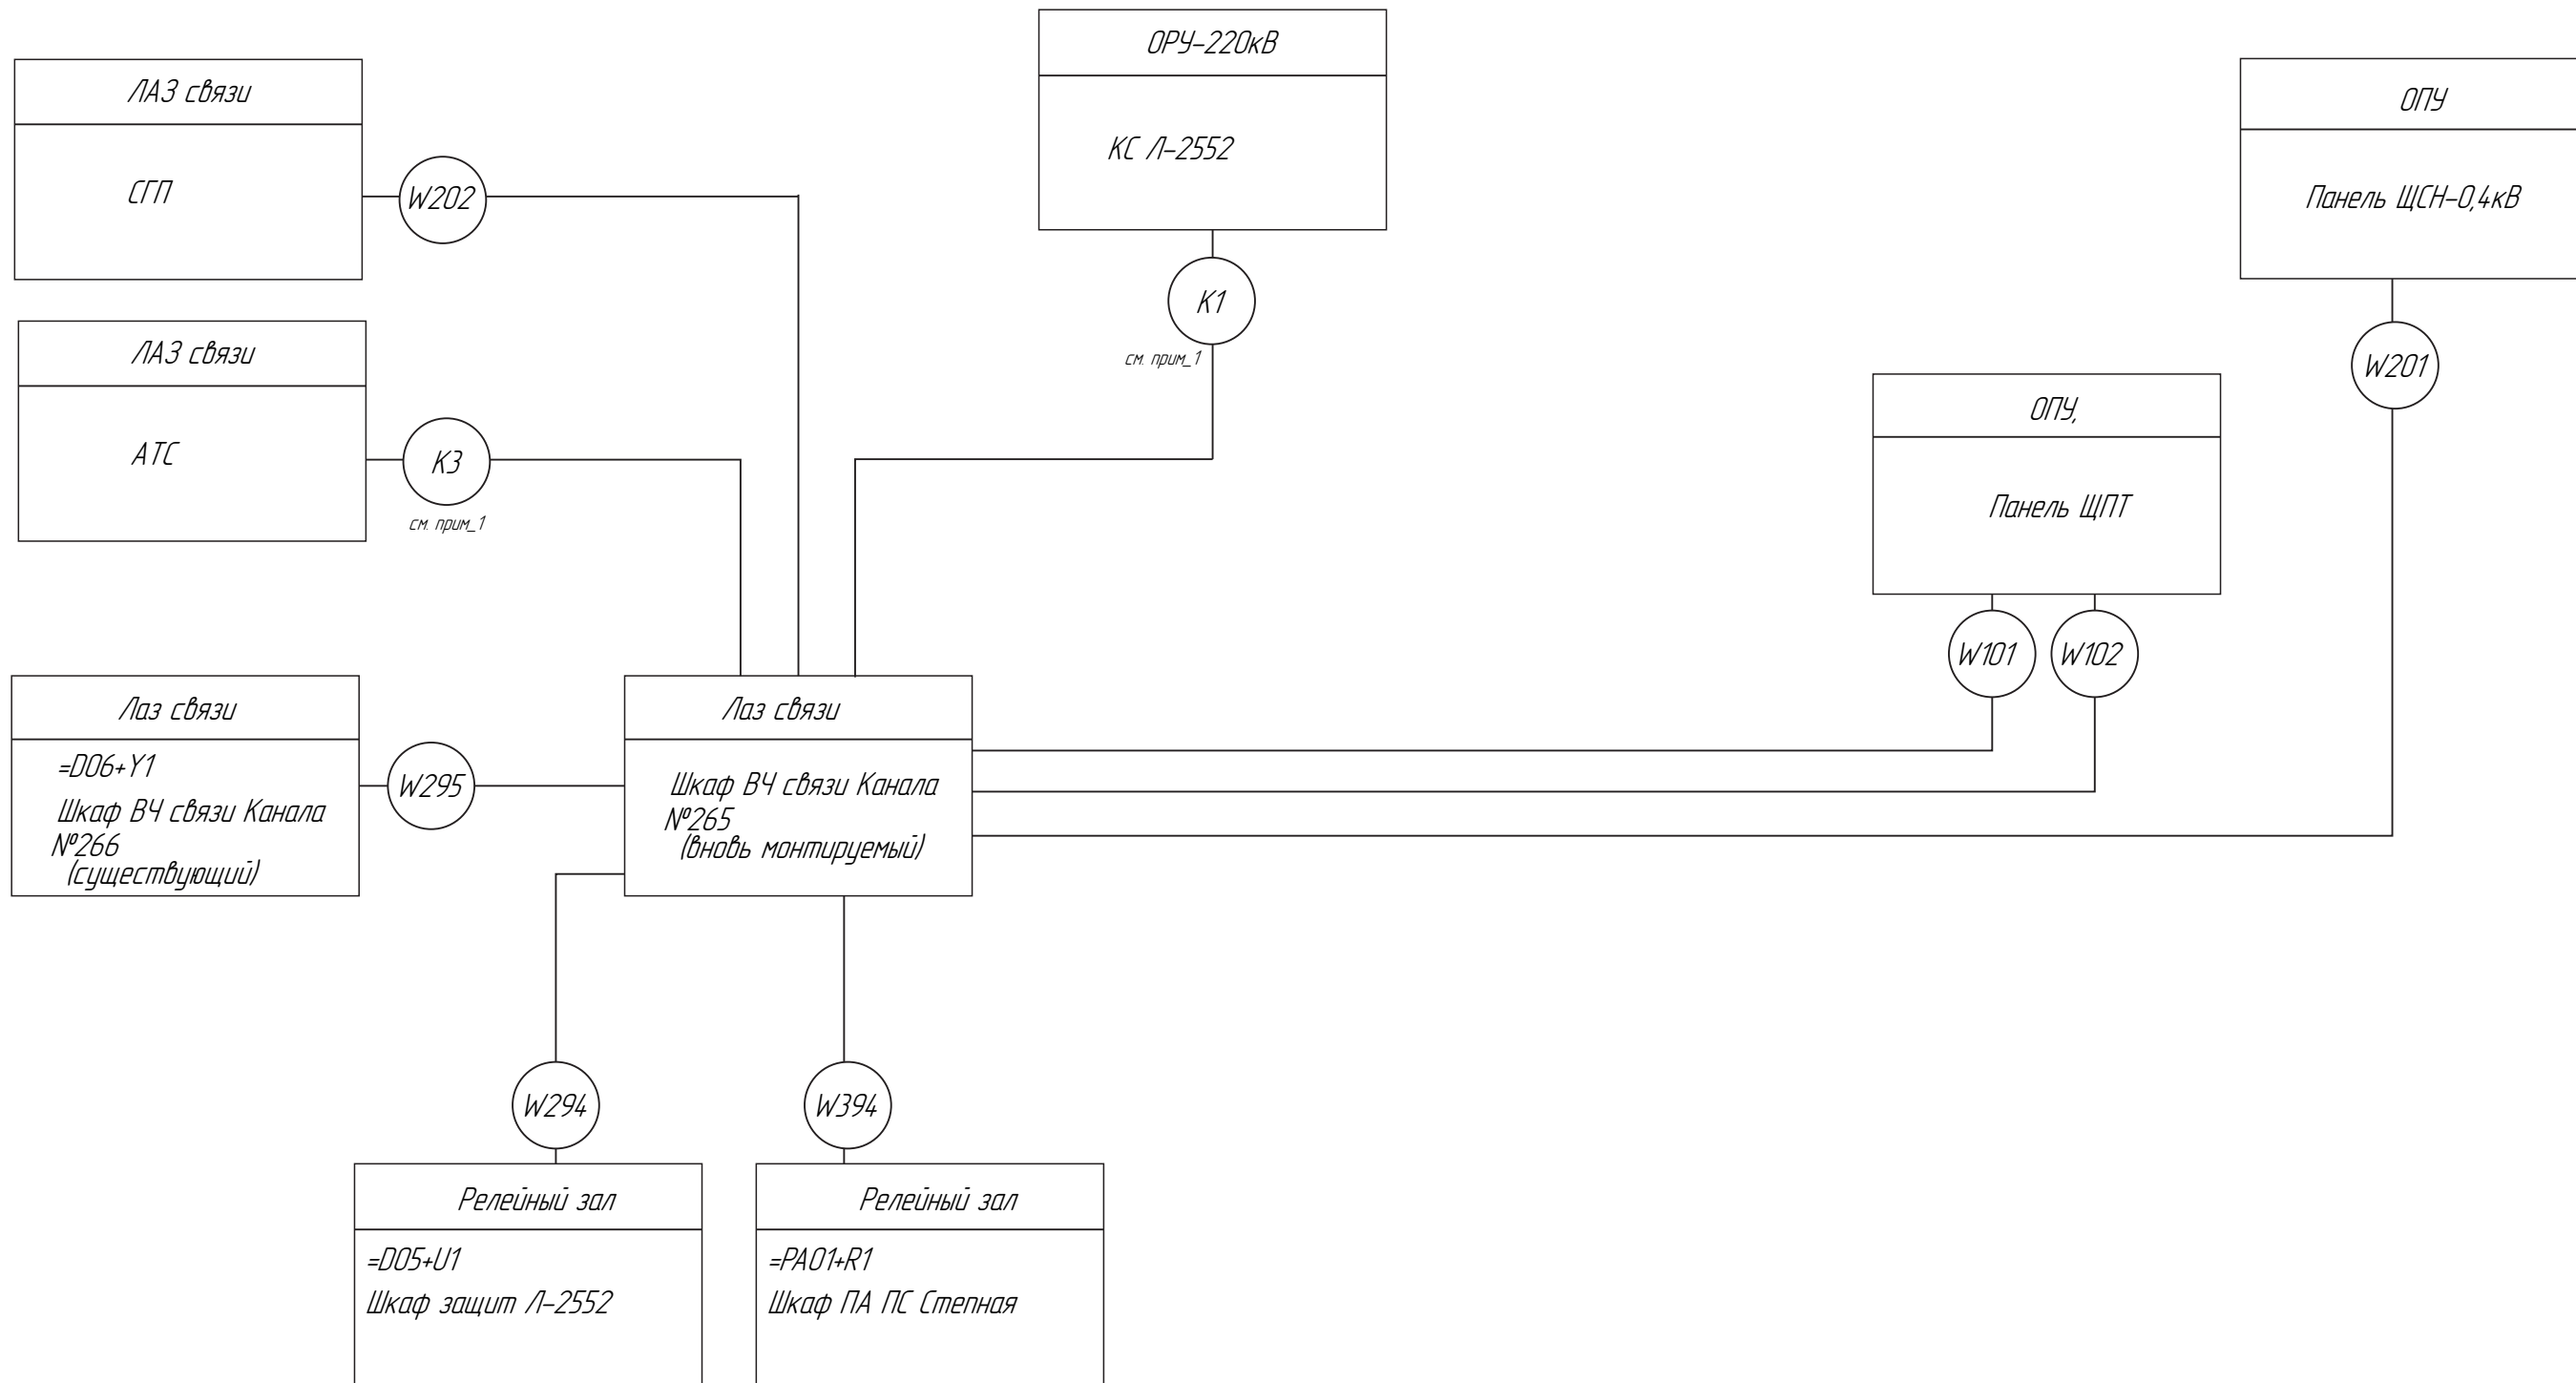 ОРУ-220кВ
КС Л-2552
К1
см. прим_1
ЛАЗ связи
СГП
W202
ОПУ
Панель ЩСН-0,4кВ
W201
ЛАЗ связи
АТС
К3
см. прим_1
ОПУ,
Панель ЩПТ
W101
W102
Лаз связи
=D06+Y1
Шкаф ВЧ связи Канала
№266
(существующий)
W295
Лаз связи
Шкаф ВЧ связи Канала
№265
(вновь монтируемый)
W294
W394
Релейный зал
=D05+U1
Шкаф защит Л-2552
Релейный зал
=PA01+R1
Шкаф ПА ПС Степная